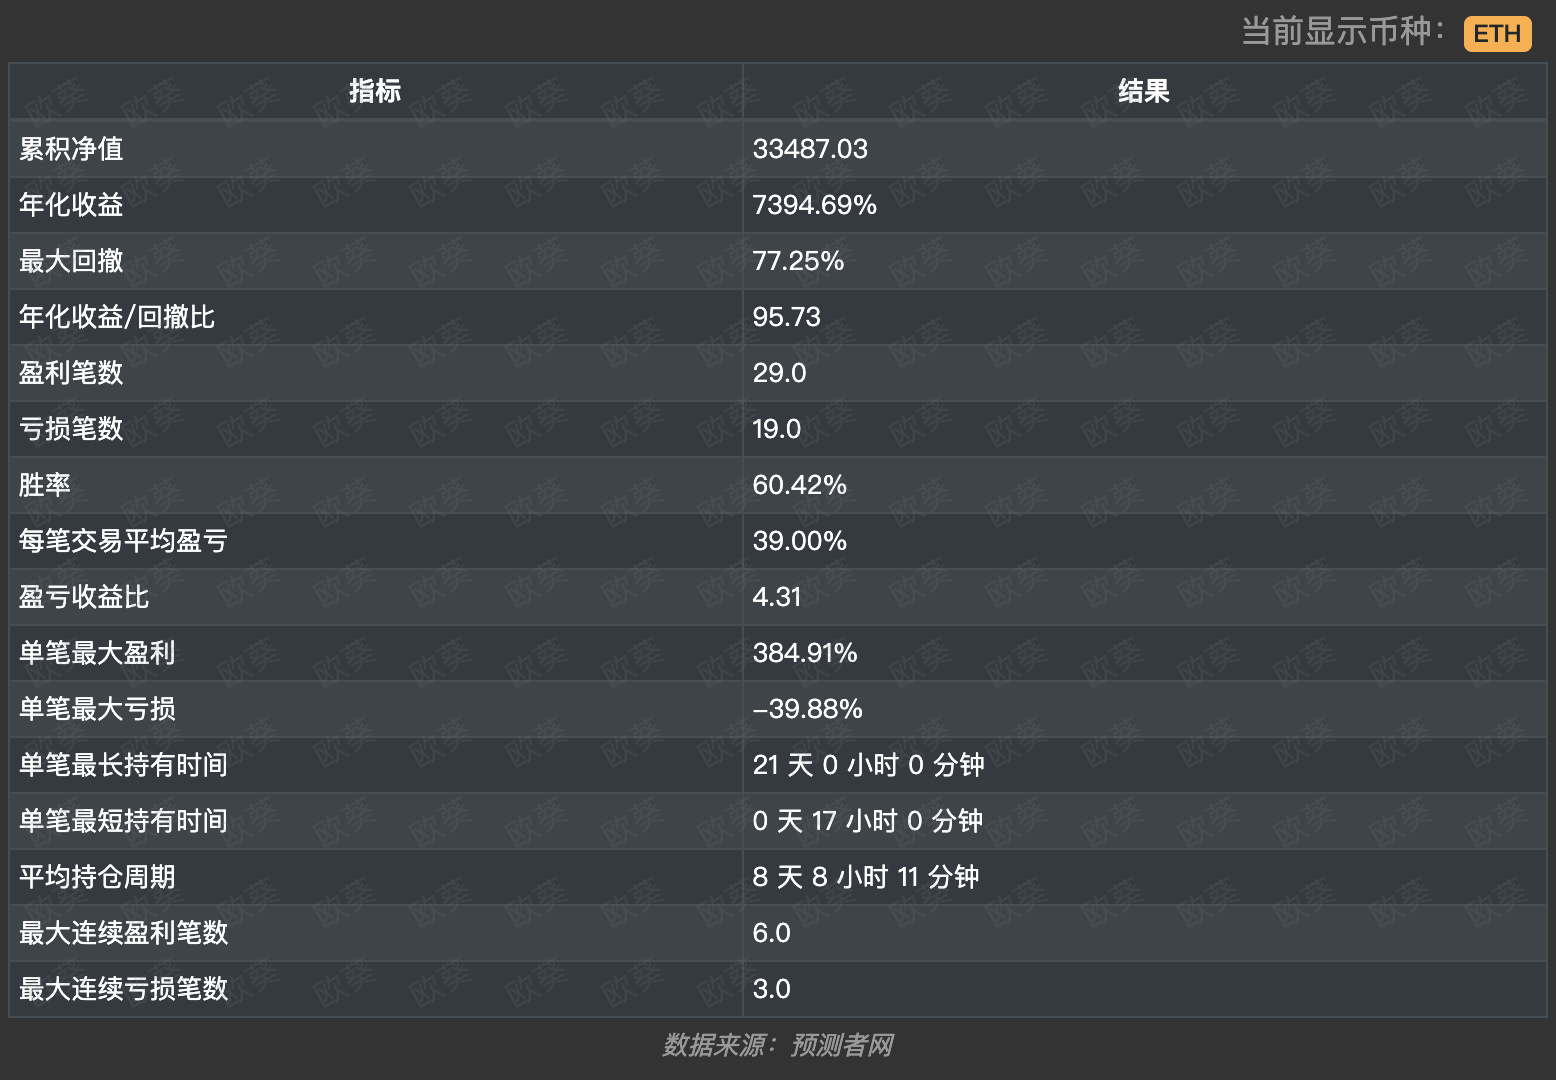 当前显示币种： ETH
指标 结果
累积净值 33487.03
年化收益 7394.69%
最大回撤 77.25%
年化收益/回撤比 95.73
盈利笔数 29.0
亏损笔数 19.0
胜率 60.42%
每笔交易平均盈亏 39.00%
盈亏收益比 4.31
单笔最大盈利 384.91%
单笔最大亏损 –39.88%
单笔最长持有时间 21 天 0 小时 0 分钟
单笔最短持有时间 0 天 17 小时 0 分钟
平均持仓周期 8 天 8 小时 11 分钟
最大连续盈利笔数 6.0
最大连续亏损笔数 3.0
数据来源：预测者网
欧葵